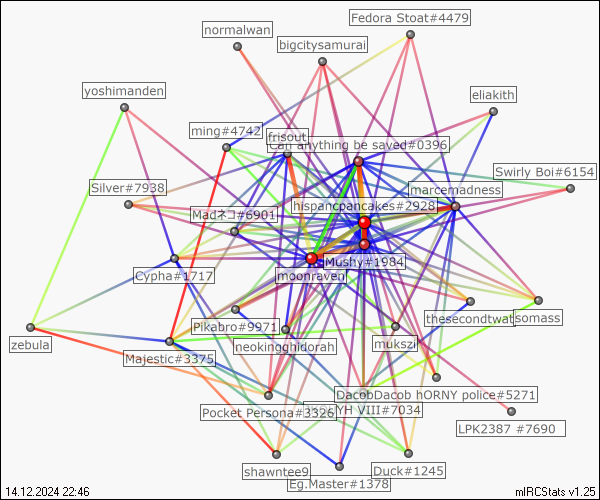 Fedora Stoat#4479
normalwan
bigcitysamurai
yoshimanden
eliakith
ming#4742
frisout
Can anything be saved#0396
Swirly Boi#6154
Silver#7938
marcemadness
hispancpancakes#2928
Madネコ#6901
Mushy#1984
Cypha#1717
moonraven
thesecondtwat
somass
Pikabro#9971
neokingghidorah
mukszi
zebula
Majestic#3375
DacobDacob hORNY police#5271
Pocket Persona#3326
YH VIII#7034
LPK2387 #7690
shawntee9
Duck#1245
Eg.Master#1378
14.12.2024 22:46
mIRCStats v1.25